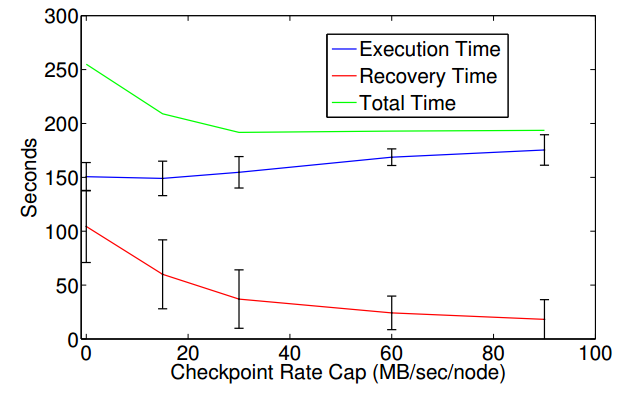 300
250
200
150
100
50
0
Seconds
Execution Time
Recovery Time
Total Time
0 20 40 60 80 100
Checkpoint Rate Cap (MB/sec/node)